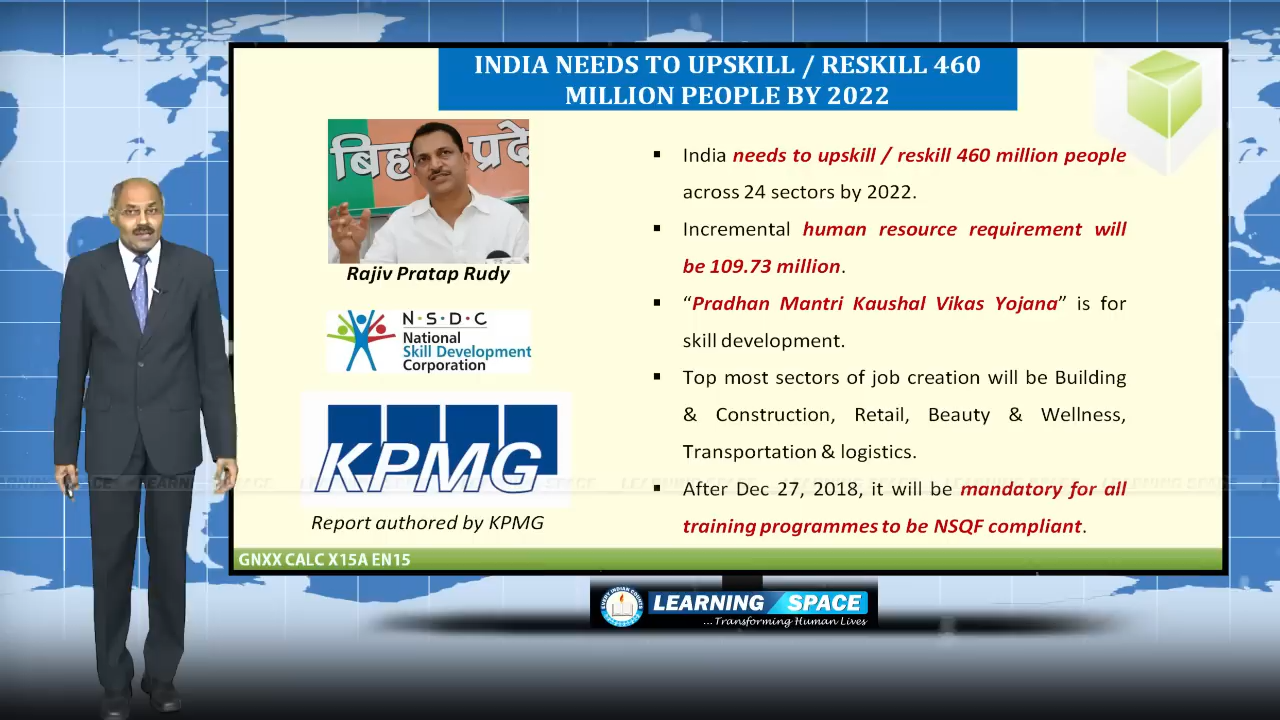 INDIA NEEDS TO UPSKILL / RESKILL 460
MILLION PEOPLE BY 2022
Rajiv Pratap Rudy
N·S·D·C
National
Skill Development
Corporation
KPMG
Report authored by KPMG
▪ India needs to upskill / reskill 460 million people
across 24 sectors by 2022.
▪ Incremental human resource requirement will
be 109.73 million.
▪ “Pradhan Mantri Kaushal Vikas Yojana” is for
skill development.
▪ Top most sectors of job creation will be Building
& Construction, Retail, Beauty & Wellness,
Transportation & logistics.
▪ After Dec 27, 2018, it will be mandatory for all
training programmes to be NSQF compliant.
GNXX CALC X15A EN15
LEARNING SPACE
...Transforming Human Lives